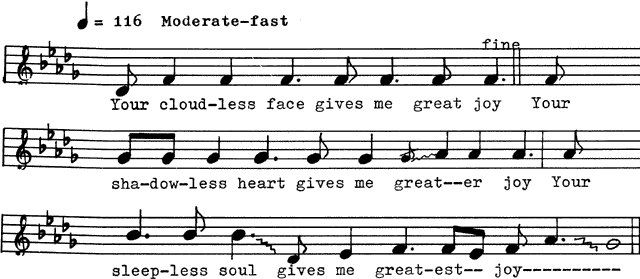 = 116 Moderate-fast
fine
Your cloud-less face gives me great joy Your
sha-dow-less heart gives me great--er joy Your
sleep-less soul gives me great-est-- joy-----------